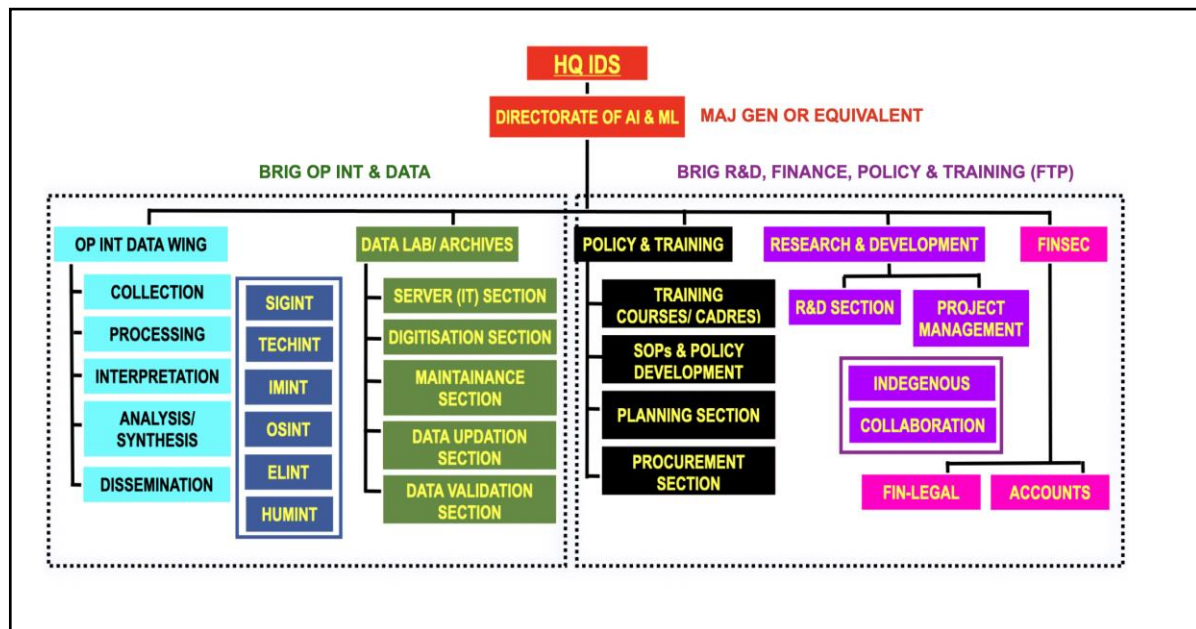 HQ IDS
DIRECTORATE OF AI & ML
MAJ GEN OR EQUIVALENT
BRIG OP INT & DATA
BRIG R&D, FINANCE, POLICY & TRAINING (FTP)
OP INT DATA WING
COLLECTION
PROCESSING
INTERPRETATION
ANALYSIS/
SYNTHESIS
DISSEMINATION
SIGINT
TECHINT
IMINT
OSINT
ELINT
HUMINT
DATA LAB/ ARCHIVES
SERVER (IT) SECTION
DIGITISATION SECTION
MAINTAINANCE
SECTION
DATA UPDATION
SECTION
DATA VALIDATION
SECTION
POLICY & TRAINING
TRAINING
COURSES/ CADRES)
SOPs & POLICY
DEVELOPMENT
PLANNING SECTION
PROCUREMENT
SECTION
RESEARCH & DEVELOPMENT
R&D SECTION
PROJECT
MANAGEMENT
INDEGENOUS
COLLABORATION
FINSEC
FIN-LEGAL
ACCOUNTS